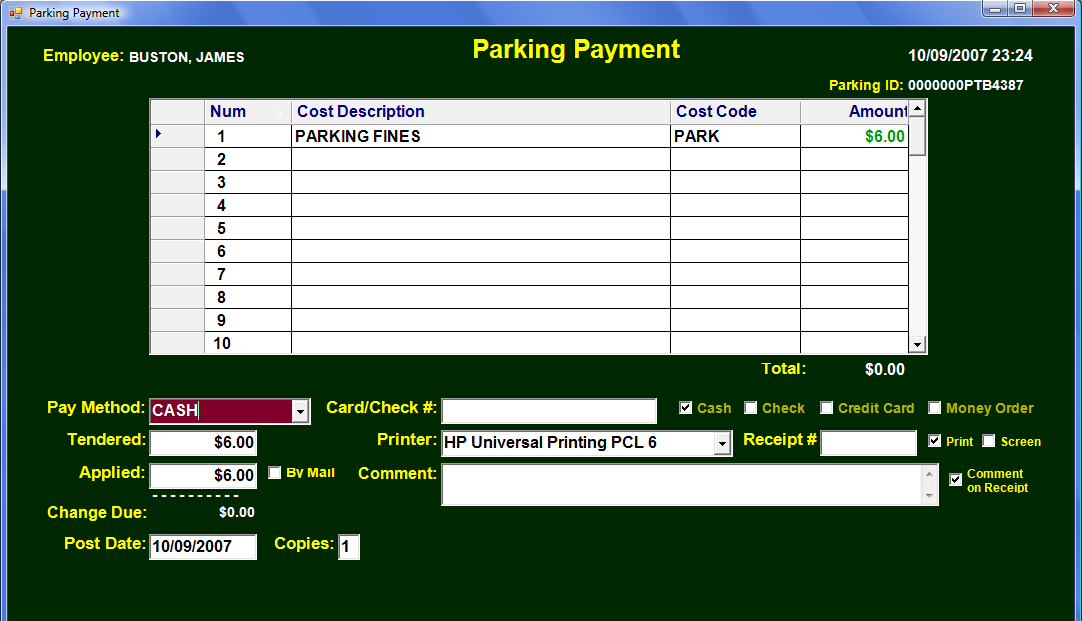 Parking Payment
Employee: BUSTON, JAMES Parking Payment 10/09/2007 23:24
Parking ID: 0000000PTB4387
Num Cost Description Cost Code Amount
1 PARKING FINES PARK $6.00
2
3
4
5
6
7
8
9
10
Total: $0.00
Pay Method: CASH Card/Check #: Cash Check Credit Card Money Order
Tendered: $6.00 Printer: HP Universal Printing PCL 6 Receipt # Print Screen
Applied: $6.00 By Mail Comment: Comment
on Receipt
----------
Change Due: $0.00
Post Date: 10/09/2007 Copies: 1